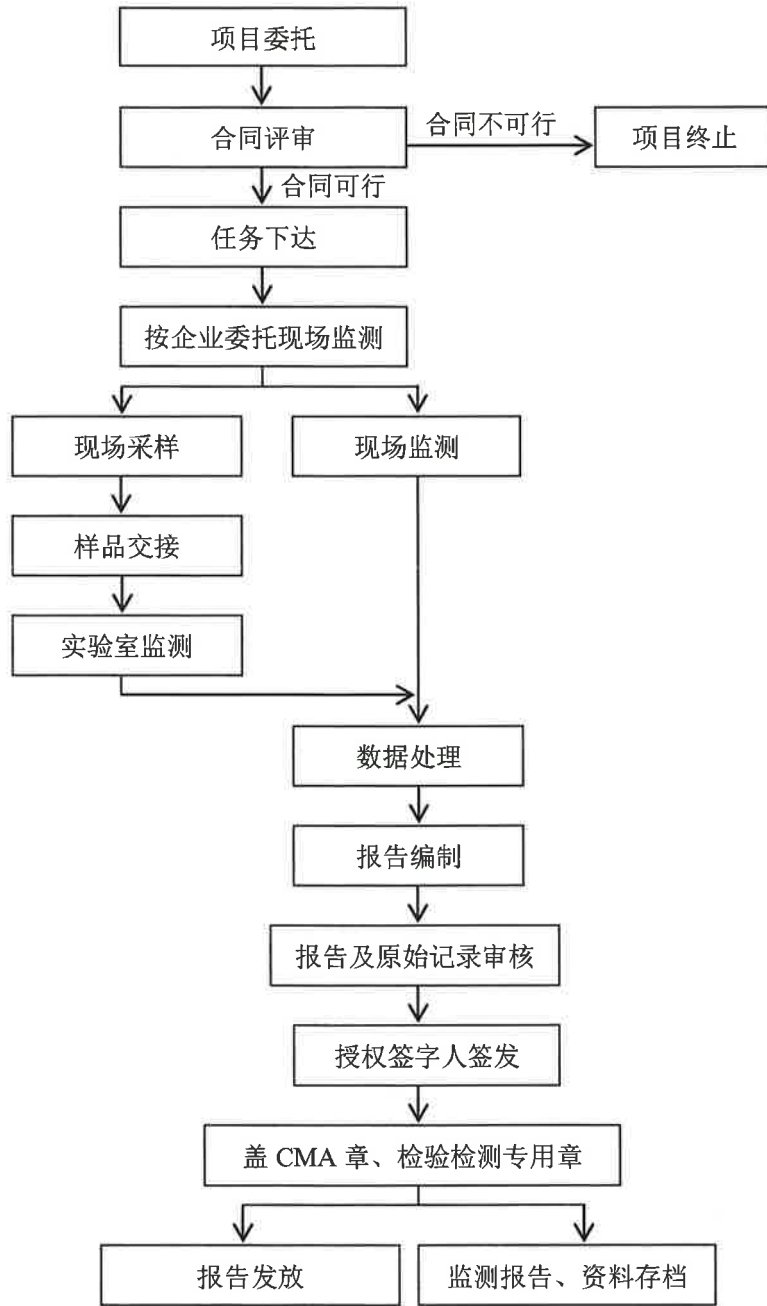 项目委托
合同评审
合同不可行
项目终止
合同可行
任务下达
按企业委托现场监测
现场采样
现场监测
样品交接
实验室监测
数据处理
报告编制
报告及原始记录审核
授权签字人签发
盖 CMA 章、检验检测专用章
报告发放
监测报告、资料存档